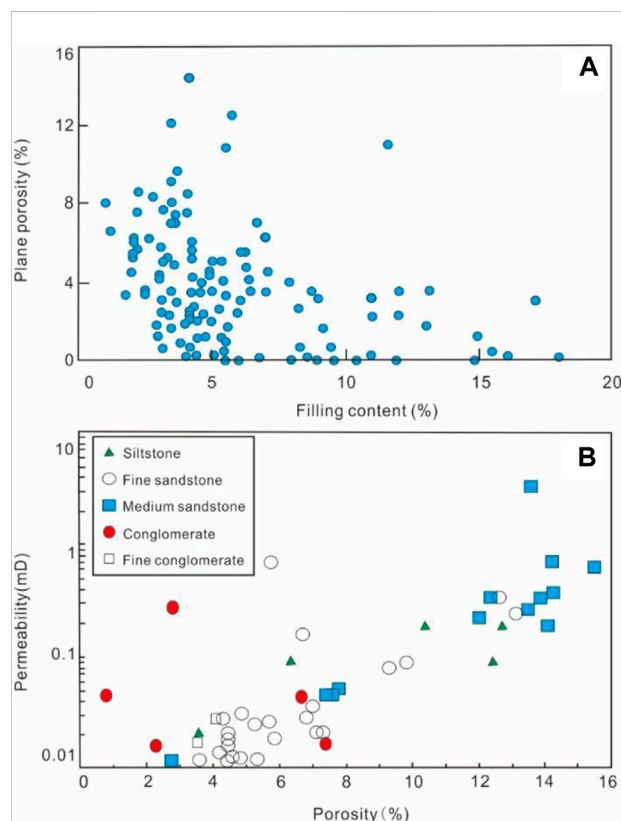 A
Plane porosity (%)
16
12
8
4
0
0 5 10 15 20
Filling content (%)
B
Permeability(mD)
10
1
0.1
0.01
Siltstone
Fine sandstone
Medium sandstone
Conglomerate
Fine conglomerate
0 2 4 6 8 10 12 14 16
Porosity (%)